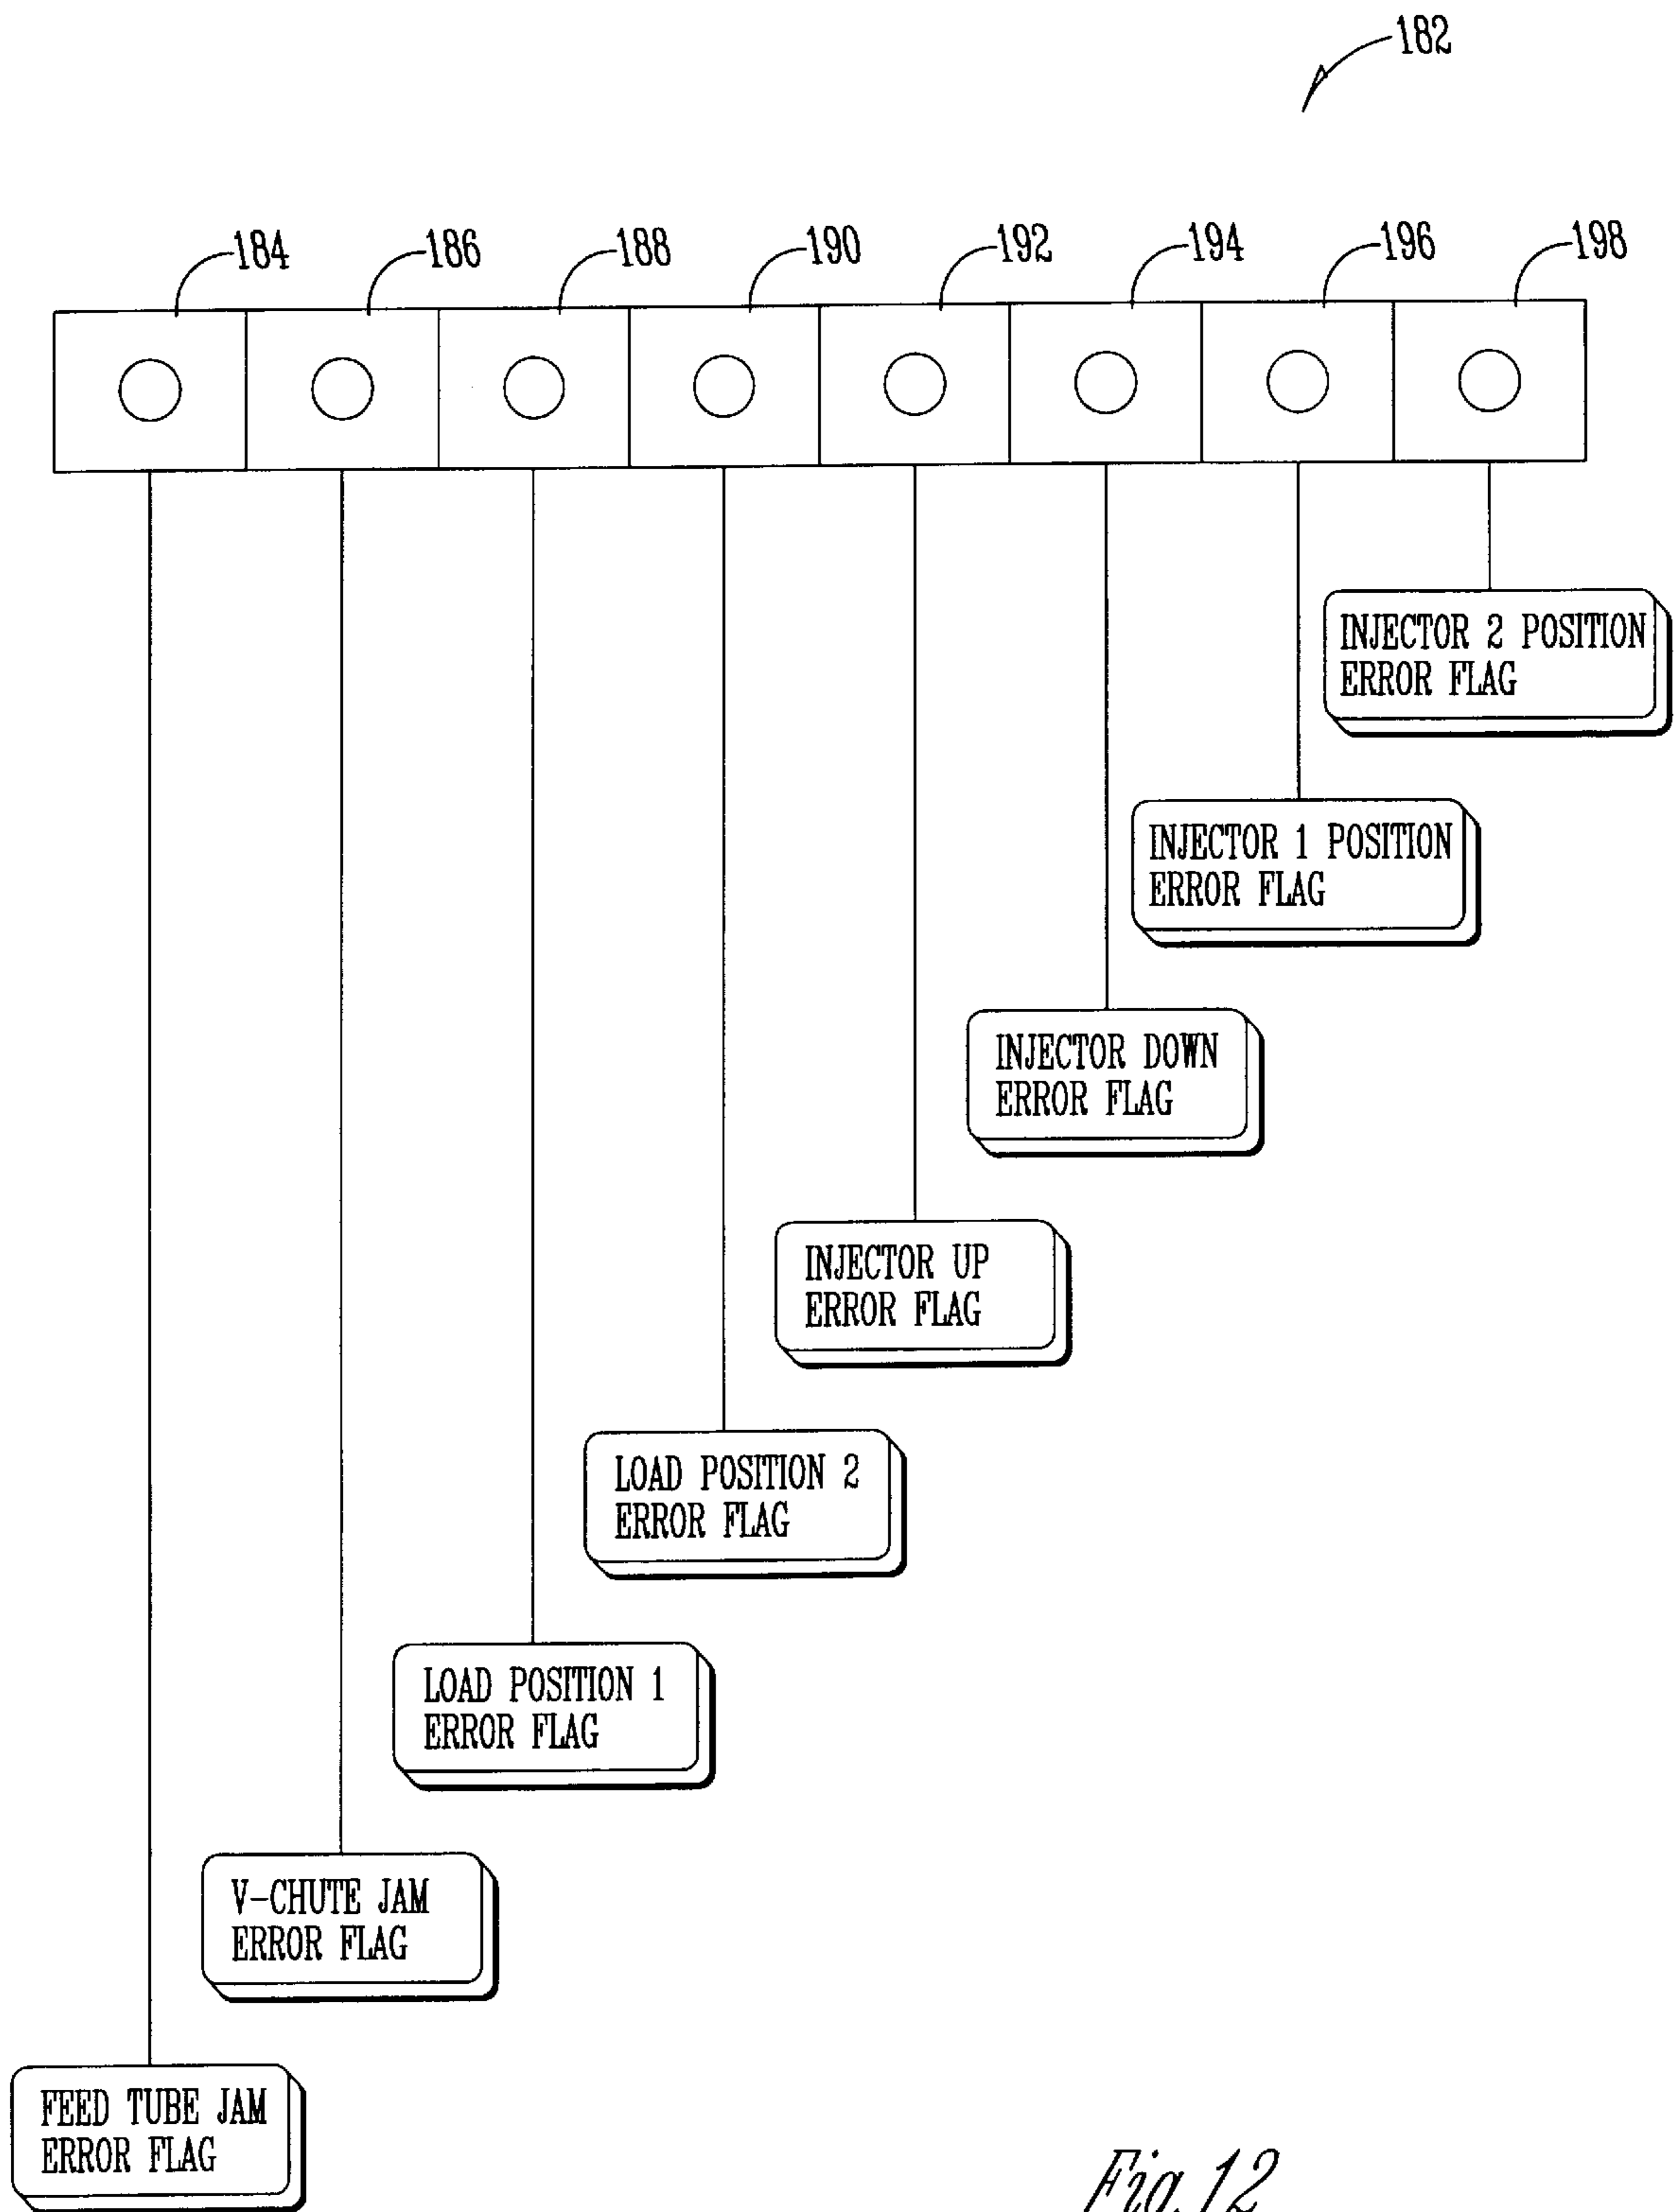 182
184
186
188
190
192
194
196
198
INJECTOR 2 POSITION
ERROR FLAG
INJECTOR 1 POSITION
ERROR FLAG
INJECTOR DOWN
ERROR FLAG
INJECTOR UP
ERROR FLAG
LOAD POSITION 2
ERROR FLAG
LOAD POSITION 1
ERROR FLAG
V-CHUTE JAM
ERROR FLAG
FEED TUBE JAM
ERROR FLAG
Fig. 12